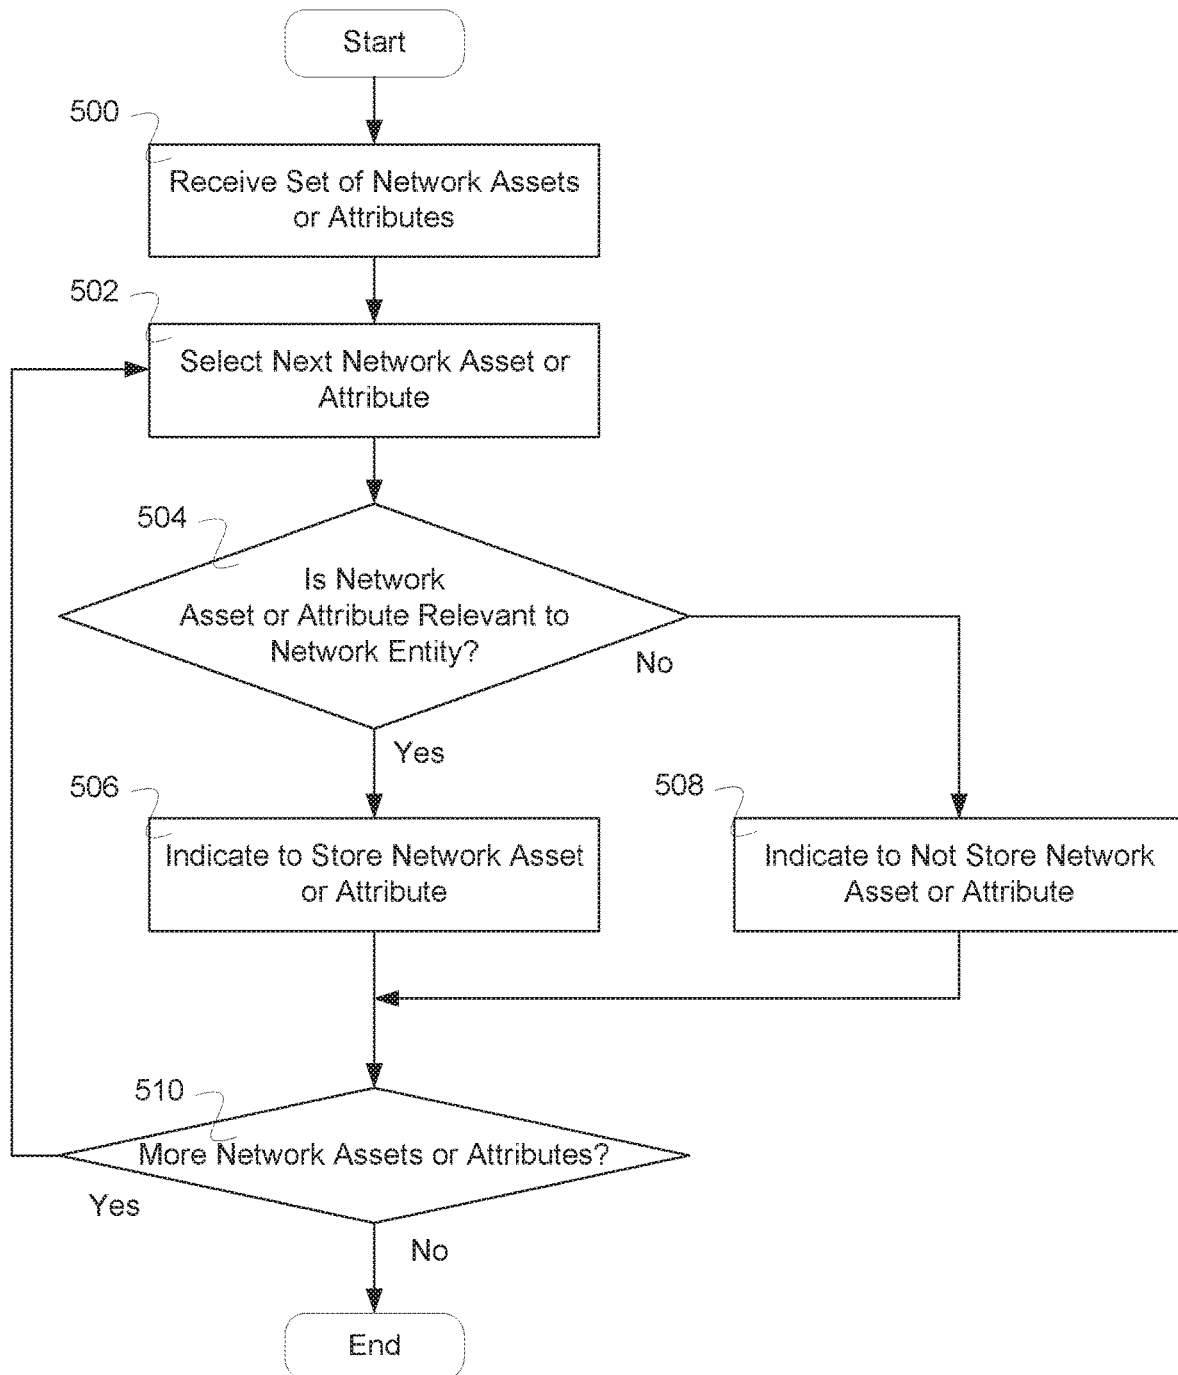 Start
500
Receive Set of Network Assets
or Attributes
502
Select Next Network Asset or
Attribute
504
Is Network
Asset or Attribute Relevant to
Network Entity?
No
Yes
506
Indicate to Store Network Asset
or Attribute
508
Indicate to Not Store Network
Asset or Attribute
510
More Network Assets or Attributes?
Yes
No
End